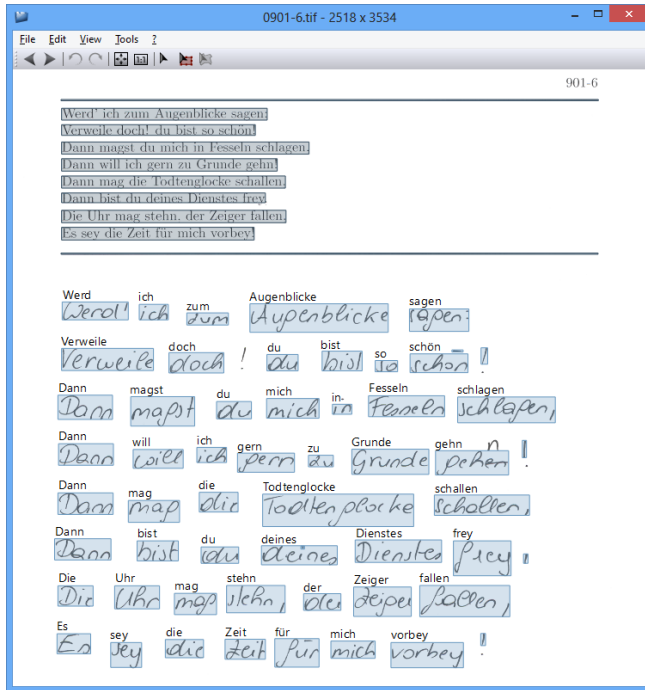 0901-6.tif - 2518 x 3534
File Edit View Tools ?
901-6
Werd' ich zum Augenblicke sagen:
Verweile doch! du bist so schön!
Dann magst du mich in Fesseln schlagen,
Dann will ich gern zu Grunde gehn!
Dann mag die Todtenglocke schallen,
Dann bist du deines Dienstes frey,
Die Uhr mag stehn, der Zeiger fallen,
Es sey die Zeit für mich vorbey!
Werd ich zum Augenblicke sagen
Werd' ich zum Augenblicke sagen:
Verweile doch du bist so schön
Verweile doch! du bist so schön!
Dann magst du mich in- Fesseln schlagen
Dann magst du mich in Fesseln schlagen,
Dann will ich gern zu Grunde gehn
Dann will ich gern zu Grunde gehen n!
Dann mag die Todtenglocke schallen
Dann mag die Todtenglocke schallen,
Dann bist du deines Dienstes frey
Dann bist du deines Dienstes frey,
Die Uhr mag stehn der Zeiger fallen
Die Uhr mag stehn, der Zeiger fallen,
Es sey die Zeit für mich vorbey
Es sey die Zeit für mich vorbey!